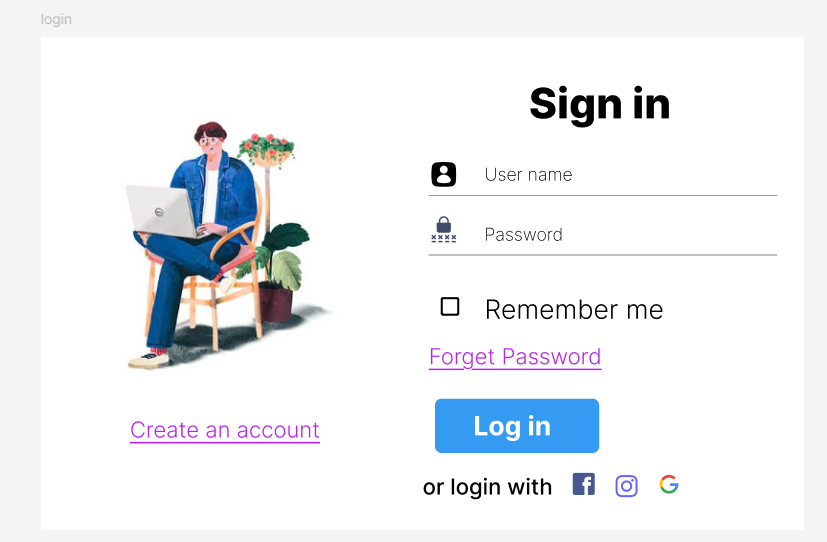 login
Sign in
User name
Password
Remember me
Forget Password
Log in
Create an account
or login with